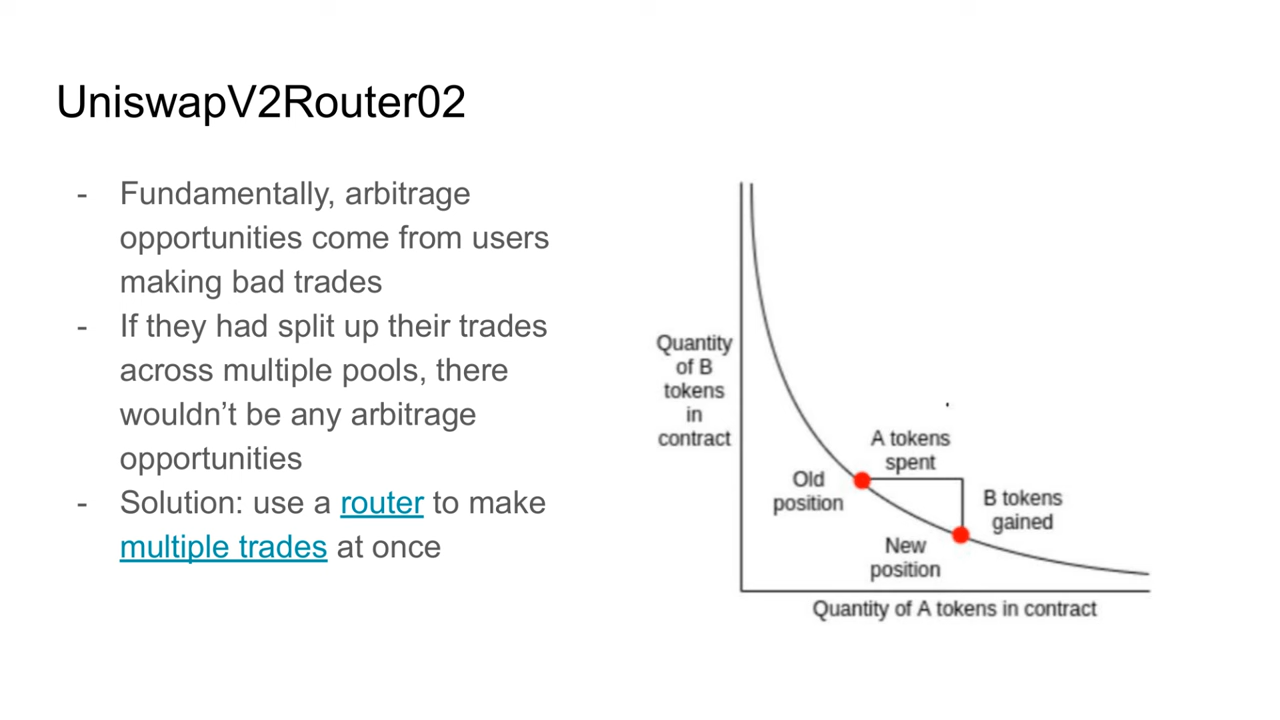 UniswapV2Router02
- Fundamentally, arbitrage
opportunities come from users
making bad trades
- If they had split up their trades
across multiple pools, there
wouldn’t be any arbitrage
opportunities
- Solution: use a router to make
multiple trades at once
Quantity
of B
tokens
in
contract
A tokens
spent
Old
position
B tokens
gained
New
position
Quantity of A tokens in contract